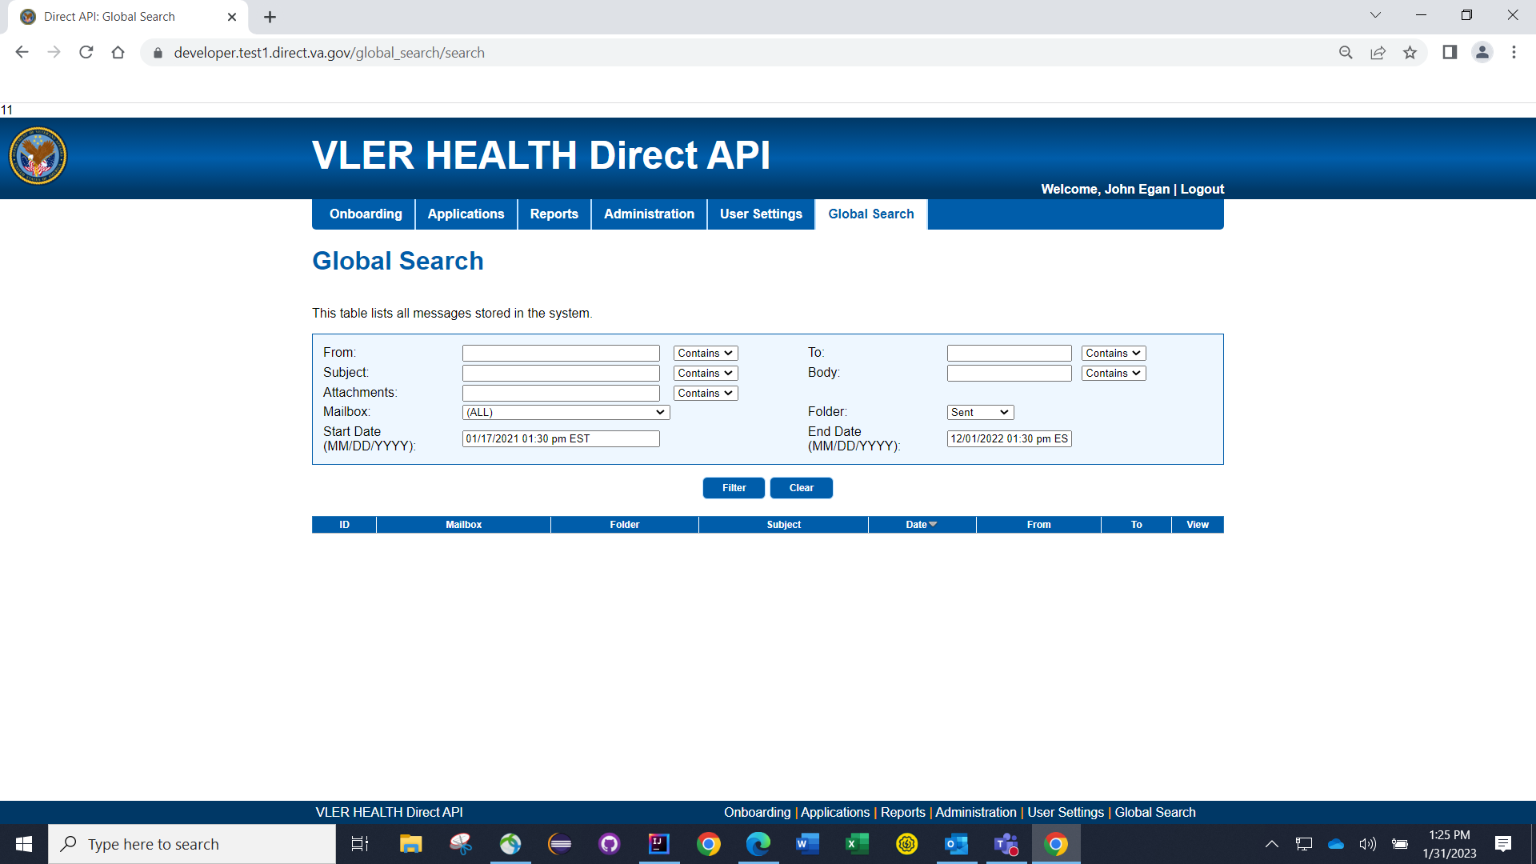 Direct API: Global Search
developer.test1.direct.va.gov/global_search/search
11
VLER HEALTH Direct API
Welcome, John Egan | Logout
Onboarding Applications Reports Administration User Settings Global Search
Global Search
This table lists all messages stored in the system.
From: Contains To: Contains
Subject: Contains Body: Contains
Attachments: Contains
Mailbox: (ALL) Folder: Sent
Start Date
(MM/DD/YYYY): 01/17/2021 01:30 pm EST
End Date
(MM/DD/YYYY): 12/01/2022 01:30 pm ES
Filter Clear
ID Mailbox Folder Subject Date From To View
VLER HEALTH Direct API Onboarding | Applications | Reports | Administration | User Settings | Global Search
Type here to search
1:25 PM
1/31/2023